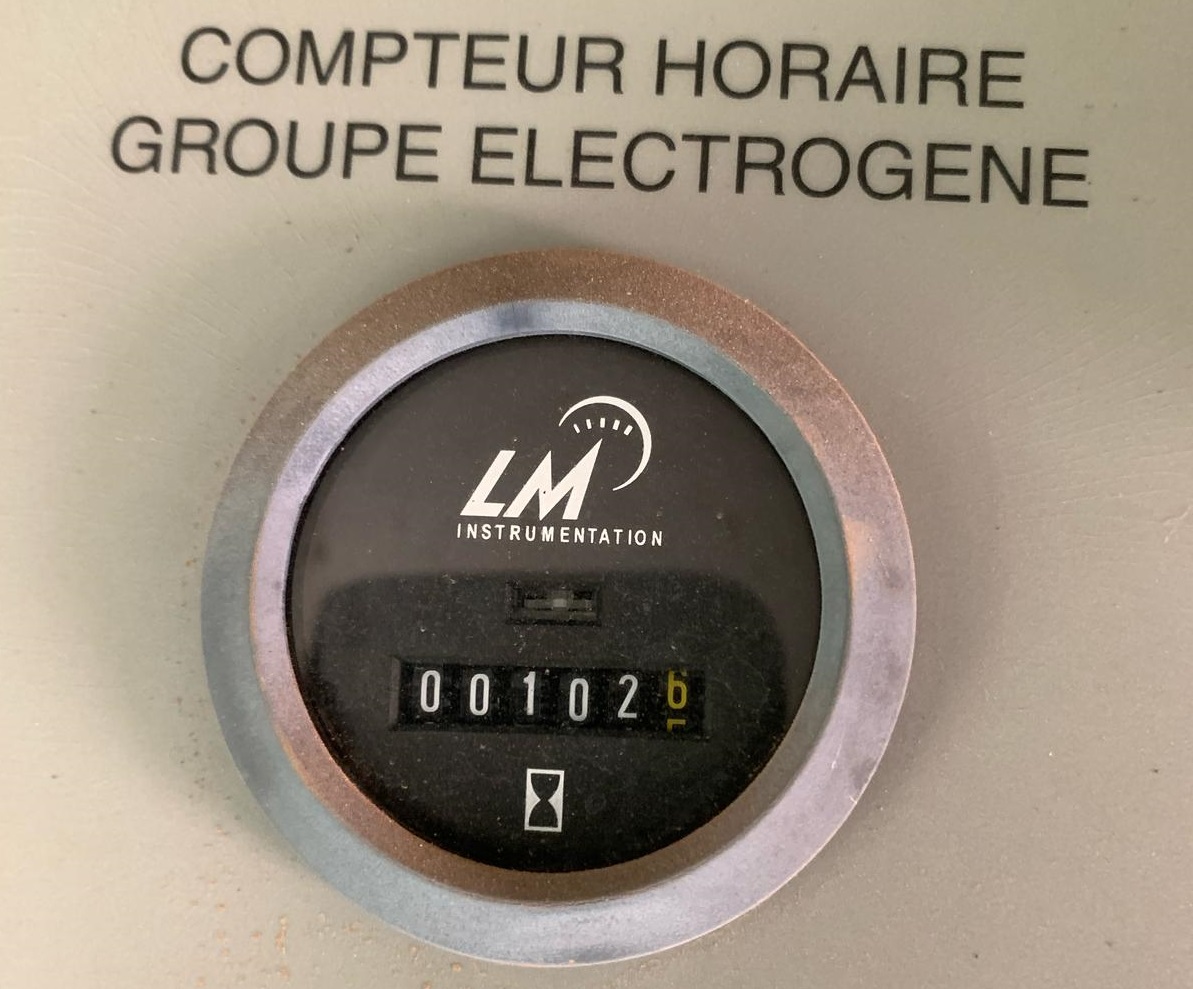 COMPTEUR HORAIRE
GROUPE ELECTROGENE
LM
INSTRUMENTATION
001026